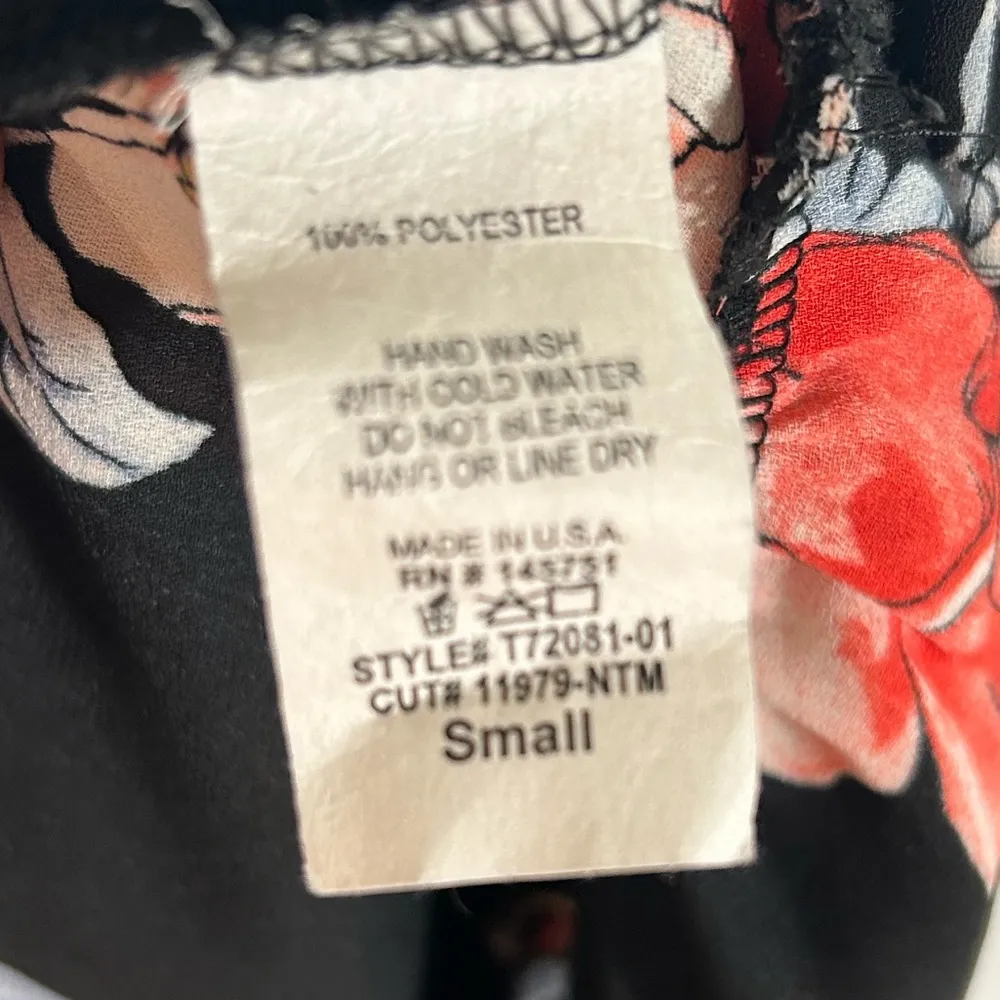 100% POLYESTER
HAND WASH
WITH COLD WATER
DO NOT BLEACH
HANG OR LINE DRY
MADE IN U.S.A.
RN # 145751
STYLE# T72081-01
CUT# 11979-NTM
Small